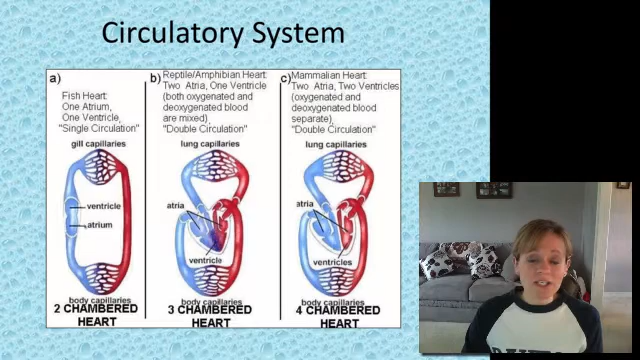 Circulatory System
a)
Fish Heart:
One Atrium,
One Ventricle,
"Single Circulation"
gill capillaries
ventricle
atrium
body capillaries
2 CHAMBERED
HEART
b)
Reptile/Amphibian Heart:
Two Atria, One Ventricle
(both oxygenated and
deoxygenated blood
are mixed)
"Double Circulation"
lung capillaries
atria
ventricle
body capillaries
3 CHAMBERED
HEART
c)
Mammalian Heart:
Two Atria, Two Ventricles
(oxygenated and
deoxygenated blood
separate),
"Double Circulation"
lung capillaries
atria
ventricles
body capillaries
4 CHAMBERED
HEART